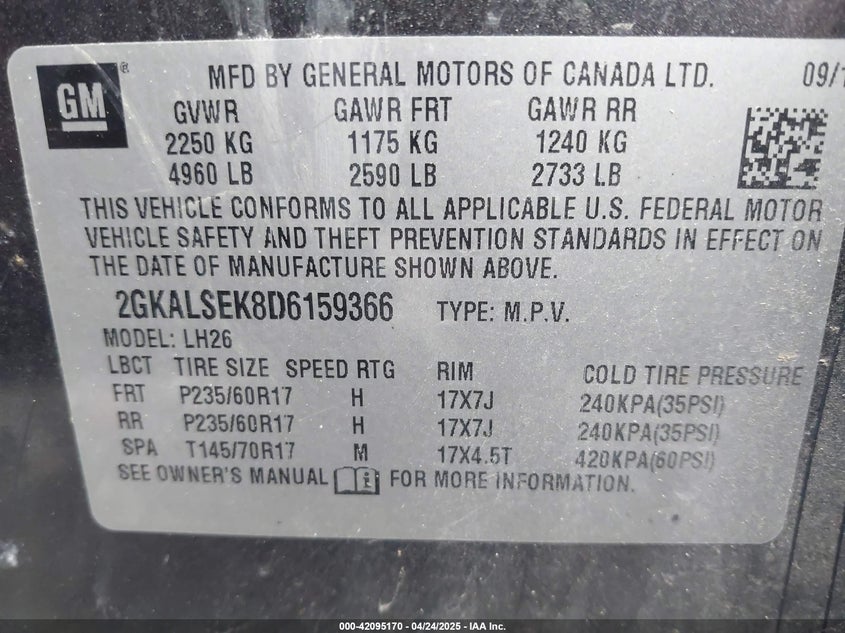 GM ® MFD BY GENERAL MOTORS OF CANADA LTD. 09/1
GVWR GAWR FRT GAWR RR
2250 KG 1175 KG 1240 KG
4960 LB 2590 LB 2733 LB
THIS VEHICLE CONFORMS TO ALL APPLICABLE U.S. FEDERAL MOTOR
VEHICLE SAFETY AND THEFT PREVENTION STANDARDS IN EFFECT ON
THE DATE OF MANUFACTURE SHOWN ABOVE.
2GKALSEK8D6159366 TYPE: M.P.V.
MODEL: LH26
LBCT TIRE SIZE SPEED RTG RIM COLD TIRE PRESSURE
FRT P235/60R17 H 17X7J 240KPA(35PSI)
RR P235/60R17 H 17X7J 240KPA(35PSI)
SPA T145/70R17 M 17X4.5T 420KPA(60PSI)
SEE OWNER'S MANUAL i FOR MORE INFORMATION.
000-42095170 — 04/24/2025 — IAA Inc.